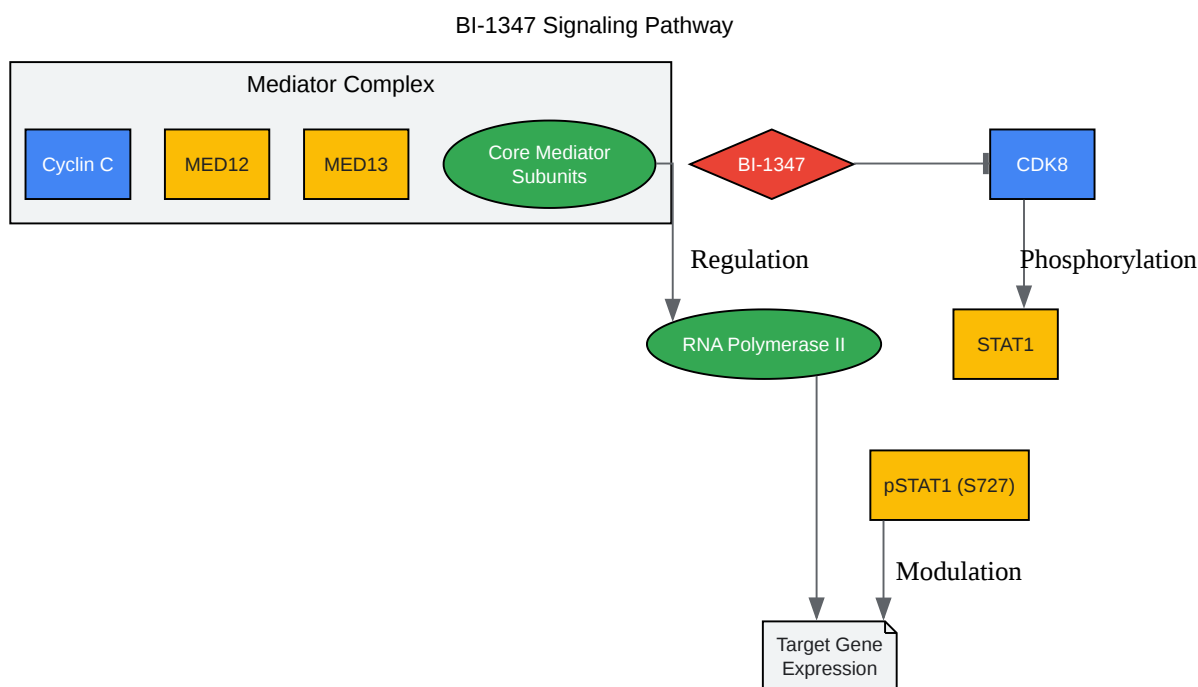 BI-1347 Signaling Pathway
Mediator Complex
Cyclin C
MED12
MED13
Core Mediator
Subunits
BI-1347
CDK8
Regulation
Phosphorylation
RNA Polymerase II
STAT1
pSTAT1 (S727)
Modulation
Target Gene
Expression